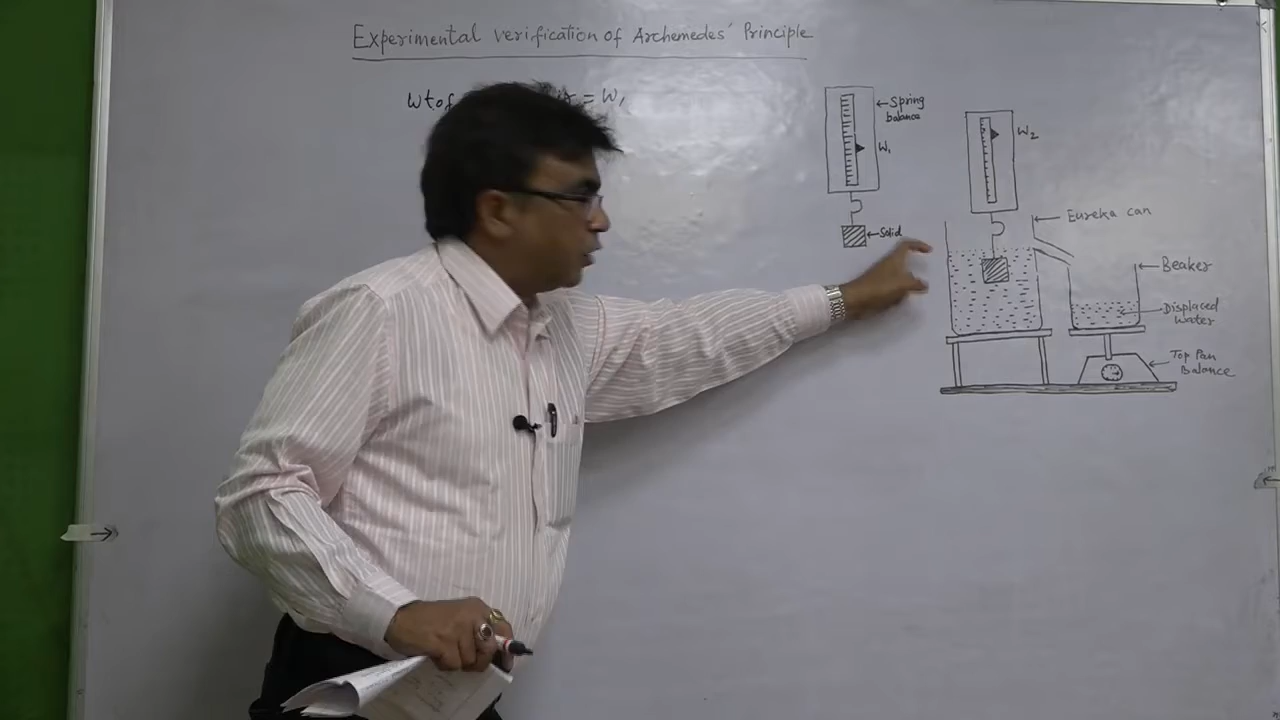 Experimental verification of Archemedes' Principle
Wt of = W₁
Spring
balance
W₁
Solid
W₂
Eureka can
Beaker
Displaced
Water
Top Pan
Balance